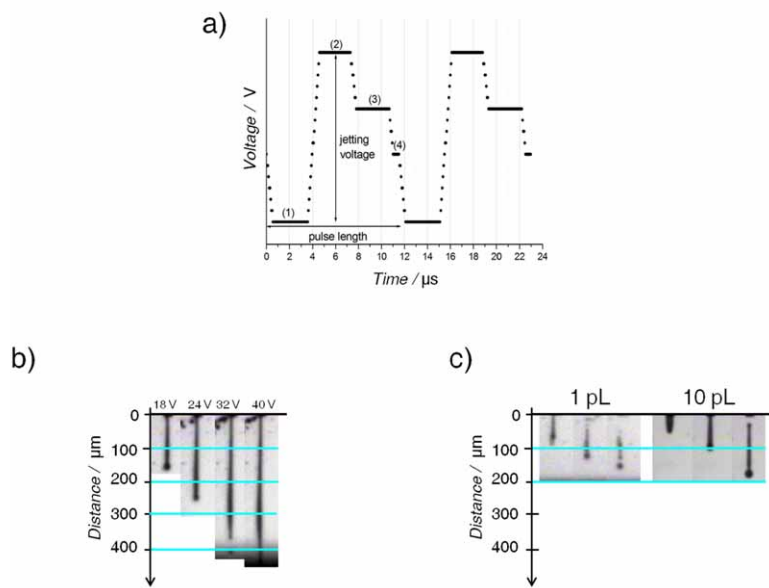 a)
Voltage / V
(1)
(2)
(3)
(4)
jetting
voltage
pulse length
0 2 4 6 8 10 12 14 16 18 20 22 24
Time / µs
b)
18 V 24 V 32 V 40 V
0
100
200
300
400
Distance / µm
c)
1 pL 10 pL
0
100
200
300
400
Distance / µm